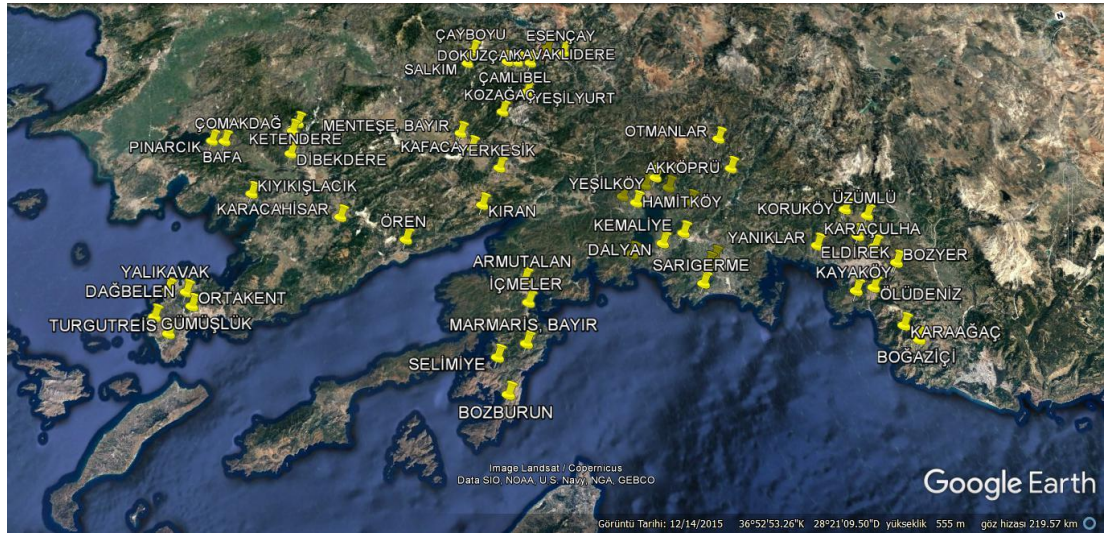 ÇAYBOYU
ESENÇAY
KAVAKLIDERE
SALKIM
ÇAMLIBEL
KOZAĞAÇ
YEŞİLYURT
ÇOMAKDAĞ
MENTEŞE, BAYIR
OTMANLAR
KETENDERE
PINARCIK
KAFACA
YERKESİK
BAFA
DİBEKDERE
AKKÖPRÜ
YEŞİLKÖY
KIYIKIŞLACIK
HAMİTKÖY
ÜZÜMLÜ
KARACAHİSAR
KIRAN
KORUKÖY
ÖREN
KEMALİYE
KARAÇULHA
YANIKLAR
DALYAN
ELDİREK
BOZYER
ARMUTALAN
SARIGERME
YALIKAVAK
KAYAKÖY
İÇMELER
DAĞBELEN
ORTAKENT
ÖLÜDENİZ
TURGUTREİS
GÜMÜŞLÜK
MARMARİS, BAYIR
KARAAĞAÇ
SELİMİYE
BOĞAZİÇİ
BOZBURUN
Image Landsat / Copernicus
Data SIO, NOAA, U.S. Navy, NGA, GEBCO
Google Earth
Görüntü Tarihi: 12/14/2015 36°52'53.26"K 28°21'09.50"D yükseklik 555 m göz hizası 219.57 km